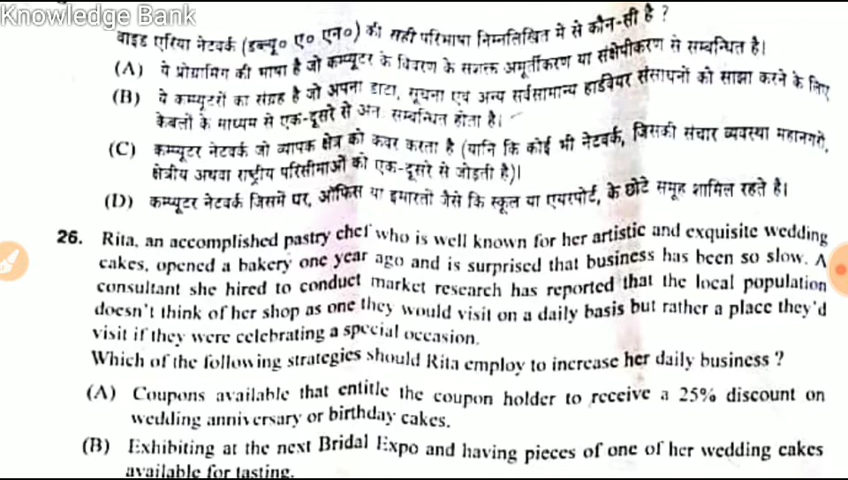 Knowledge Bank
वाइड एरिया नेटवर्क (डब्ल्यू० ए० एन०) की सही परिभाषा निम्नलिखित में से कौन-सी है ?
(A) ये प्रोग्रामिंग की भाषा है जो कम्प्यूटर के विवरण के सशक्त अमूर्तीकरण या संक्षेपीकरण से सम्बन्धित है।
(B) ये कम्प्यूटरों का संग्रह है जो अपना डाटा, सूचना एवं अन्य सर्वसामान्य हार्डवेयर संसाधनों को साझा करने के लिए
केबलों के माध्यम से एक-दूसरे से अन्तः सम्बन्धित होता है।
(C) कम्प्यूटर नेटवर्क जो व्यापक क्षेत्र को कवर करता है (यानि कि कोई भी नेटवर्क, जिसकी संचार व्यवस्था महानगरों,
क्षेत्रीय अथवा राष्ट्रीय परिसीमाओं को एक-दूसरे से जोड़ती है)।
(D) कम्प्यूटर नेटवर्क जिसमें घर, ऑफिस या इमारतों जैसे कि स्कूल या एयरपोर्ट, के छोटे समूह शामिल रहते है।
26. Rita, an accomplished pastry chef who is well known for her artistic and exquisite wedding
cakes, opened a bakery one year ago and is surprised that business has been so slow. A
consultant she hired to conduct market research has reported that the local population
doesn't think of her shop as one they would visit on a daily basis but rather a place they'd
visit if they were celebrating a special occasion.
Which of the following strategies should Rita employ to increase her daily business ?
(A) Coupons available that entitle the coupon holder to receive a 25% discount on
wedding anniversary or birthday cakes.
(B) Exhibiting at the next Bridal Expo and having pieces of one of her wedding cakes
available for tasting.